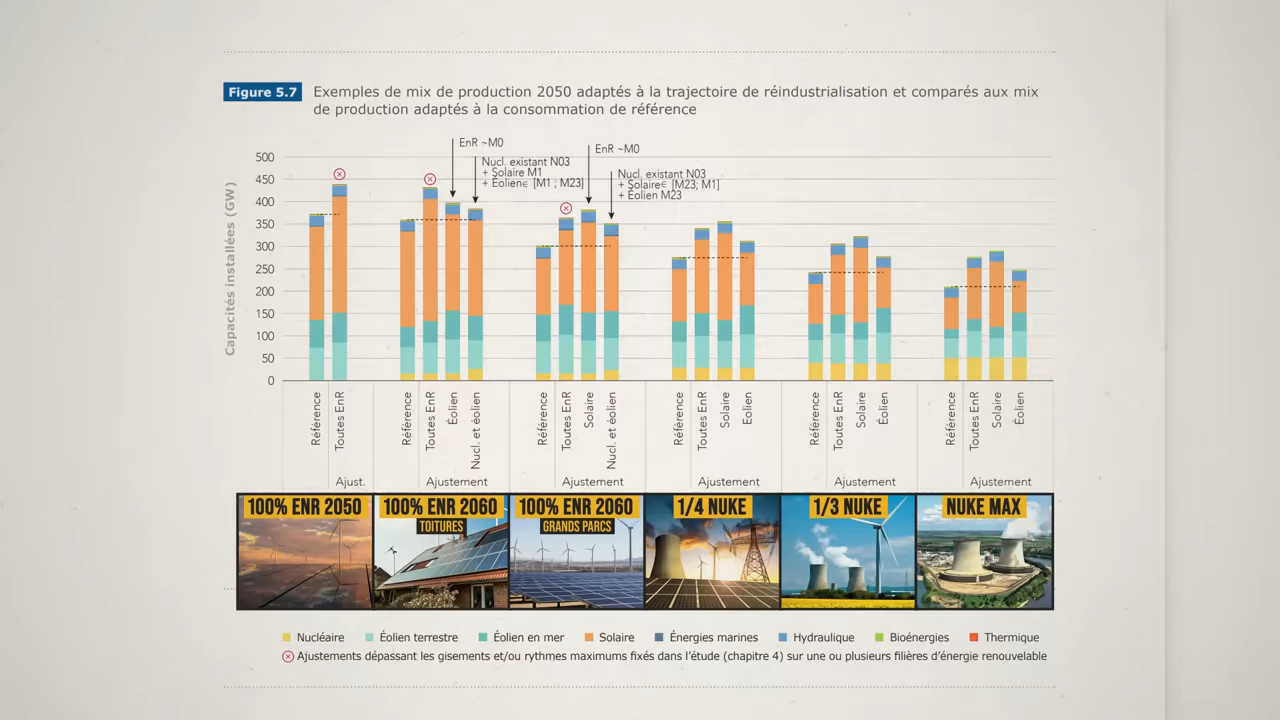 Figure 5.7
Exemples de mix de production 2050 adaptés à la trajectoire de réindustrialisation et comparés aux mix
de production adaptés à la consommation de référence
Capacités installées (GW)
500
450
400
350
300
250
200
150
100
50
0
EnR ~M0
Nucl. existant N03
+ Solaire M1
+ Eolien∈ [M1 ; M23]
EnR ~M0
Nucl. existant N03
+ Solaire∈ [M23; M1]
+ Éolien M23
Référence
Toutes EnR
Référence
Toutes EnR
Éolien
Nucl. et éolien
Référence
Toutes EnR
Solaire
Nucl. et éolien
Référence
Toutes EnR
Solaire
Eolien
Référence
Toutes EnR
Solaire
Éolien
Référence
Toutes EnR
Solaire
Éolien
Ajust.
Ajustement
Ajustement
Ajustement
Ajustement
Ajustement
100% ENR 2050
100% ENR 2060
TOITURES
100% ENR 2060
GRANDS PARCS
1/4 NUKE
1/3 NUKE
NUKE MAX
Nucléaire
Éolien terrestre
Éolien en mer
Solaire
Énergies marines
Hydraulique
Bioénergies
Thermique
Ajustements dépassant les gisements et/ou rythmes maximums fixés dans l'étude (chapitre 4) sur une ou plusieurs filières d'énergie renouvelable